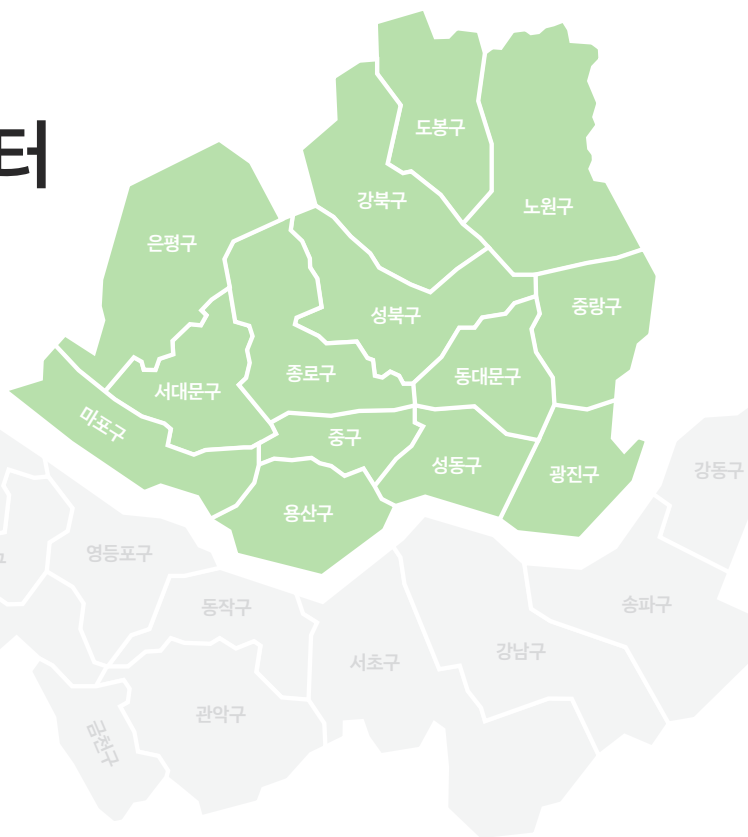 터
도봉구
강북구
노원구
은평구
성북구
중랑구
종로구
동대문구
서대문구
마포구
중구
성동구
광진구
용산구
강동구
영등포구
동작구
송파구
서초구
강남구
관악구
금천구